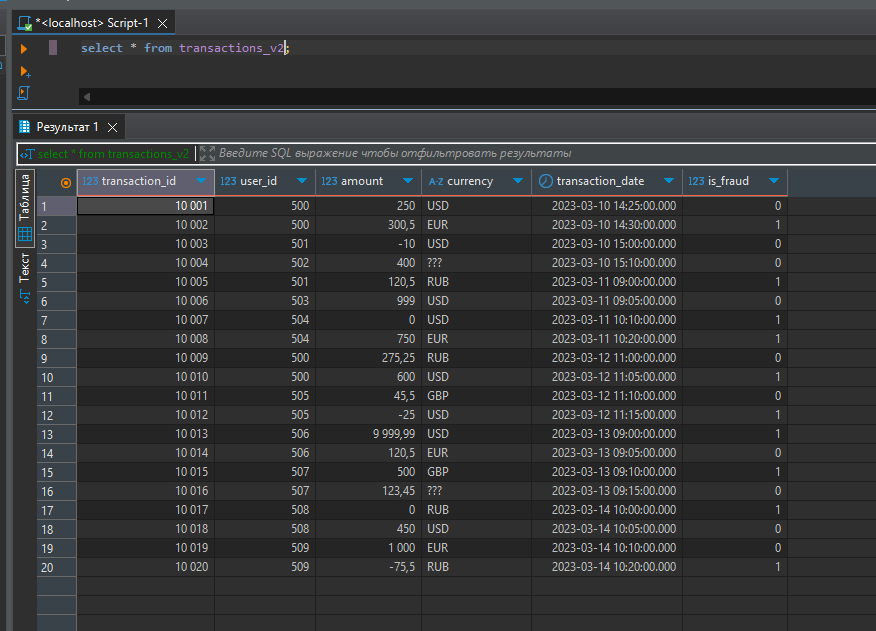 *<localhost> Script-1
select * from transactions_v2;
Результат 1
select * from transactions_v2 Введите SQL выражение чтобы отфильтровать результаты
Таблица
Текст
123 transaction_id 123 user_id 123 amount A-Z currency transaction_date 123 is_fraud
1 10 001 500 250 USD 2023-03-10 14:25:00.000 0
2 10 002 500 300,5 EUR 2023-03-10 14:30:00.000 1
3 10 003 501 -10 USD 2023-03-10 15:00:00.000 0
4 10 004 502 400 ??? 2023-03-10 15:10:00.000 0
5 10 005 501 120,5 RUB 2023-03-11 09:00:00.000 1
6 10 006 503 999 USD 2023-03-11 09:05:00.000 0
7 10 007 504 0 USD 2023-03-11 10:10:00.000 1
8 10 008 504 750 EUR 2023-03-11 10:20:00.000 1
9 10 009 500 275,25 RUB 2023-03-12 11:00:00.000 0
10 10 010 500 600 USD 2023-03-12 11:05:00.000 1
11 10 011 505 45,5 GBP 2023-03-12 11:10:00.000 0
12 10 012 505 -25 USD 2023-03-12 11:15:00.000 1
13 10 013 506 9 999,99 USD 2023-03-13 09:00:00.000 1
14 10 014 506 120,5 EUR 2023-03-13 09:05:00.000 0
15 10 015 507 500 GBP 2023-03-13 09:10:00.000 1
16 10 016 507 123,45 ??? 2023-03-13 09:15:00.000 0
17 10 017 508 0 RUB 2023-03-14 10:00:00.000 1
18 10 018 508 450 USD 2023-03-14 10:05:00.000 0
19 10 019 509 1 000 EUR 2023-03-14 10:10:00.000 0
20 10 020 509 -75,5 RUB 2023-03-14 10:20:00.000 1